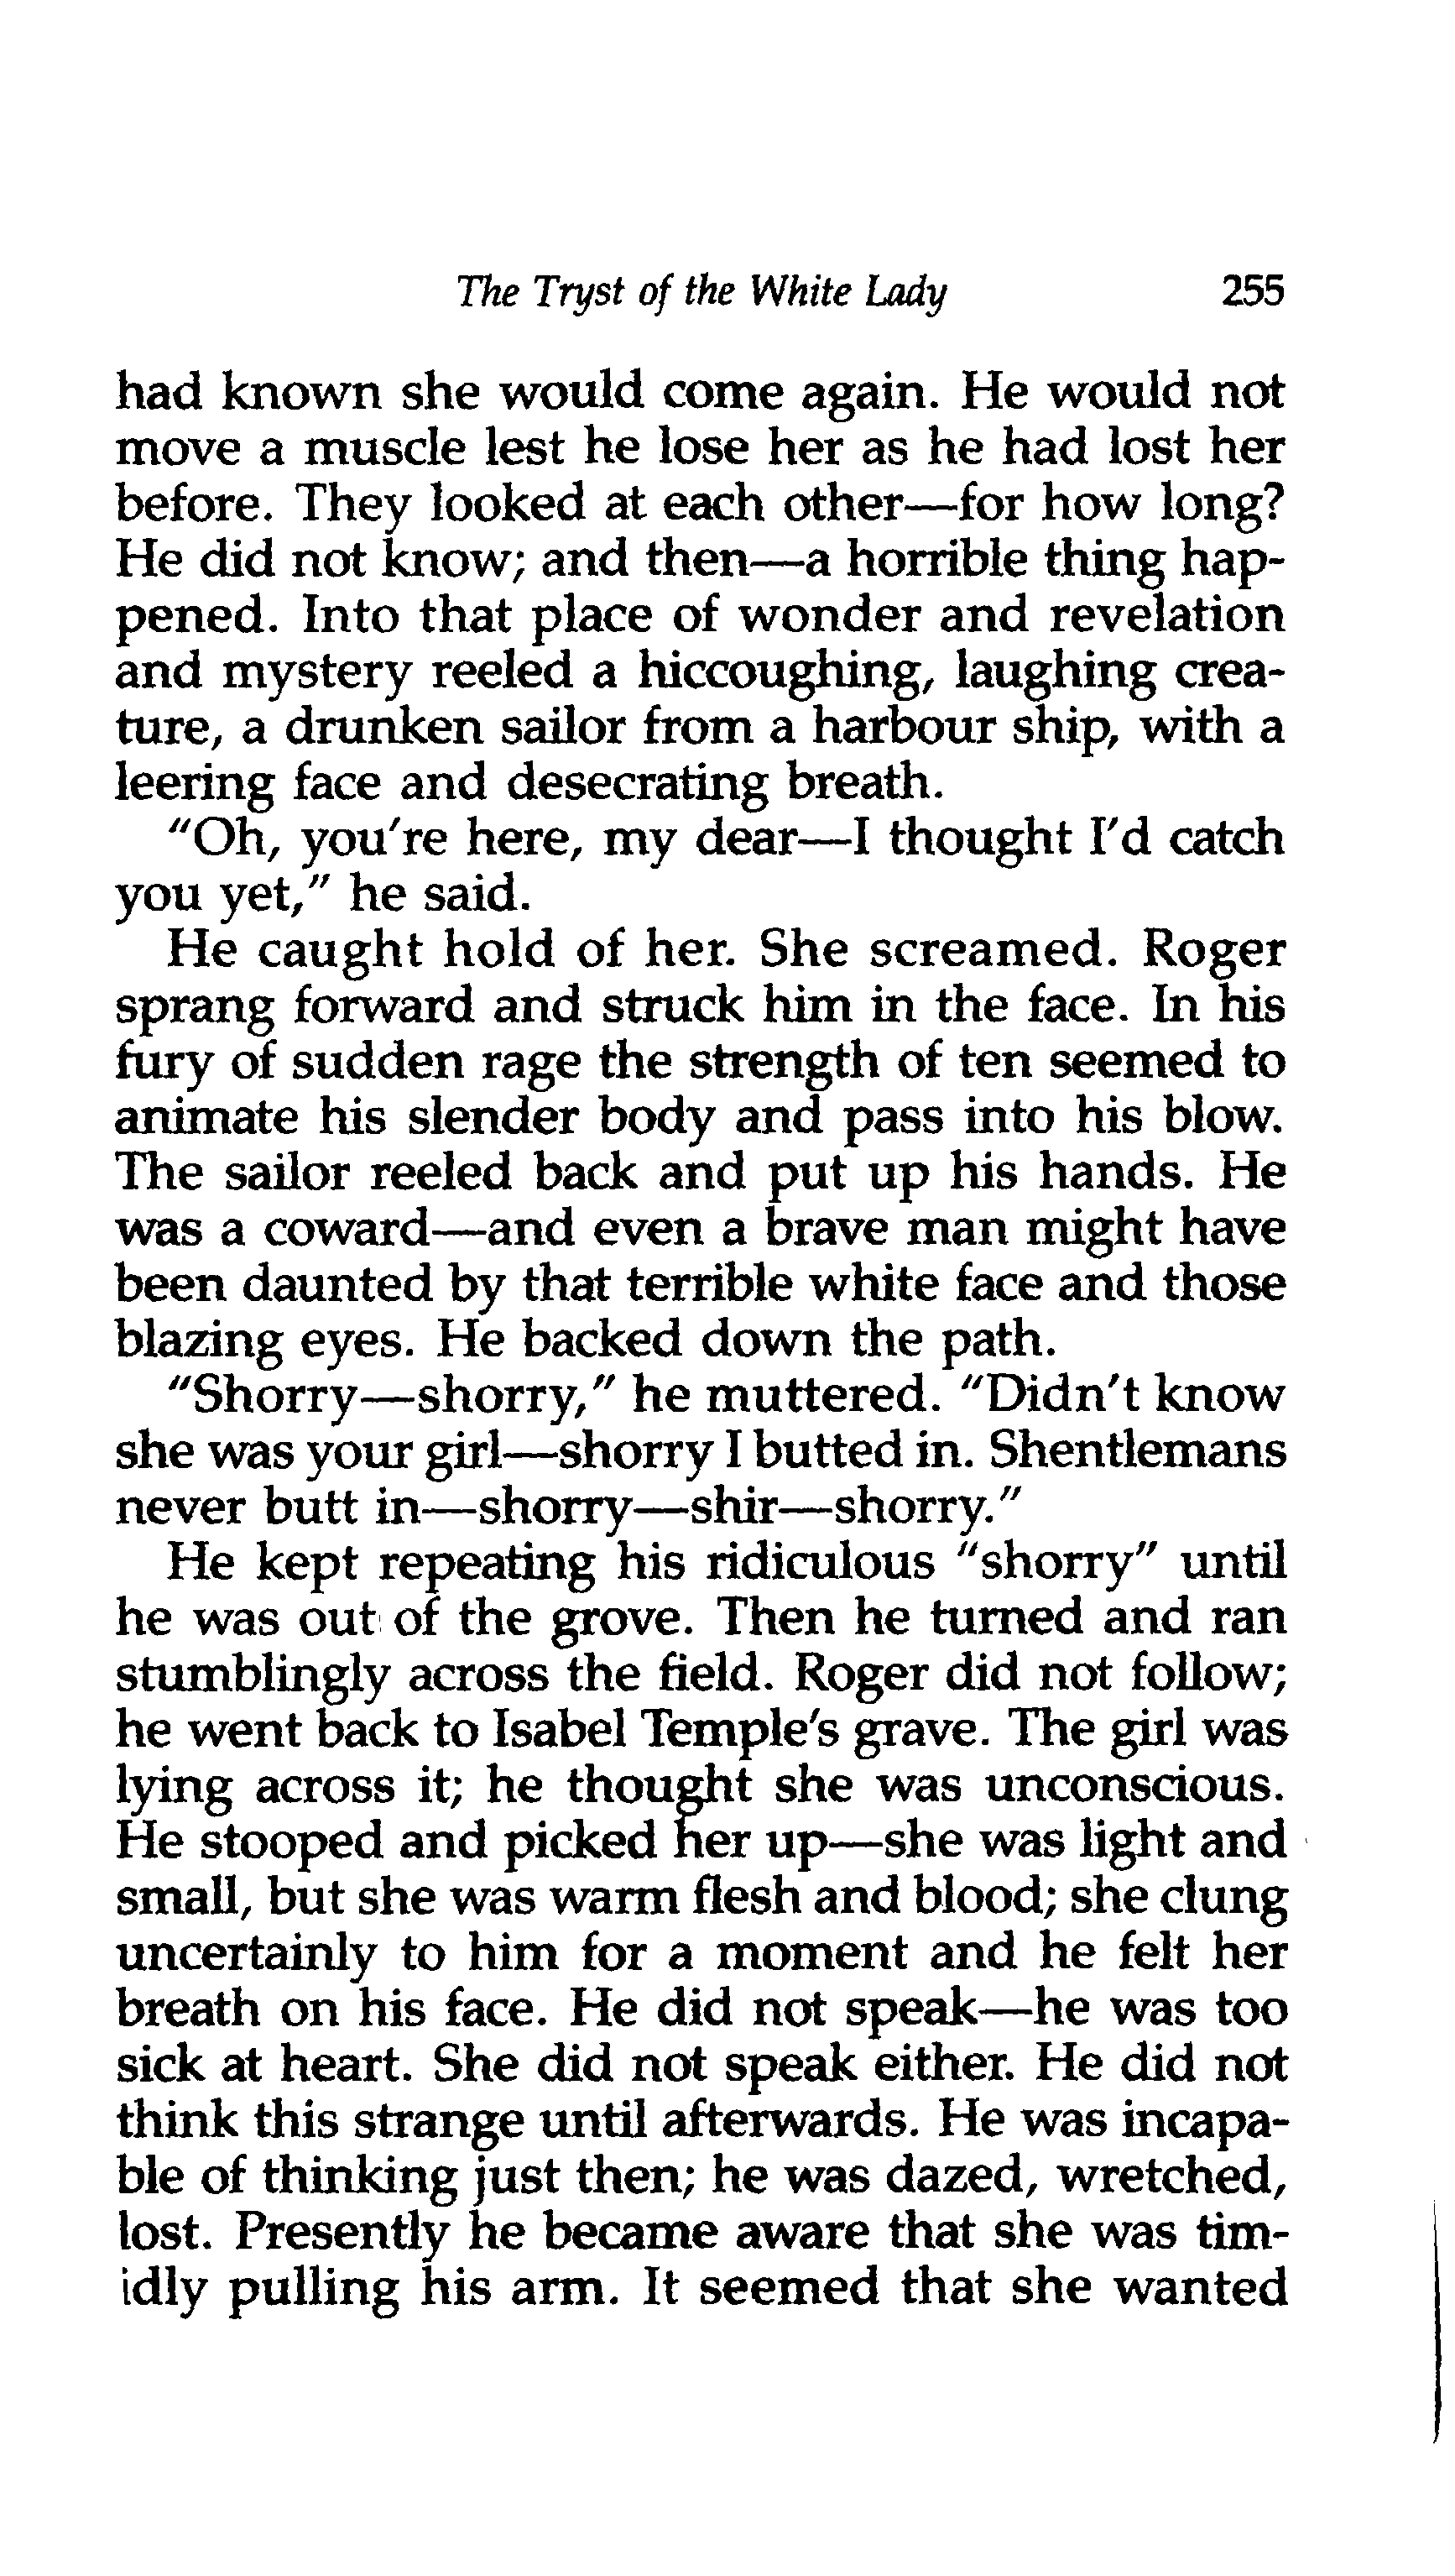 The Tryst of the White Lady 255
had known she would come again. He would not
move a muscle lest he lose her as he had lost her
before. They looked at each other—for how long?
He did not know; and then—a horrible thing hap-
pened. Into that place of wonder and revelation
and mystery reeled a hiccoughing, laughing crea-
ture, a drunken sailor from a harbour ship, with a
leering face and desecrating breath.
"Oh, you're here, my dear—I thought I'd catch
you yet," he said.
He caught hold of her. She screamed. Roger
sprang forward and struck him in the face. In his
fury of sudden rage the strength of ten seemed to
animate his slender body and pass into his blow.
The sailor reeled back and put up his hands. He
was a coward—and even a brave man might have
been daunted by that terrible white face and those
blazing eyes. He backed down the path.
"Shorry—shorry," he muttered. "Didn't know
she was your girl—shorry I butted in. Shentlemans
never butt in—shorry—shir—shorry."
He kept repeating his ridiculous "shorry" until
he was out of the grove. Then he turned and ran
stumblingly across the field. Roger did not follow;
he went back to Isabel Temple's grave. The girl was
lying across it; he thought she was unconscious.
He stooped and picked her up—she was light and
small, but she was warm flesh and blood; she clung
uncertainly to him for a moment and he felt her
breath on his face. He did not speak—he was too
sick at heart. She did not speak either. He did not
think this strange until afterwards. He was incapa-
ble of thinking just then; he was dazed, wretched,
lost. Presently he became aware that she was tim-
idly pulling his arm. It seemed that she wanted